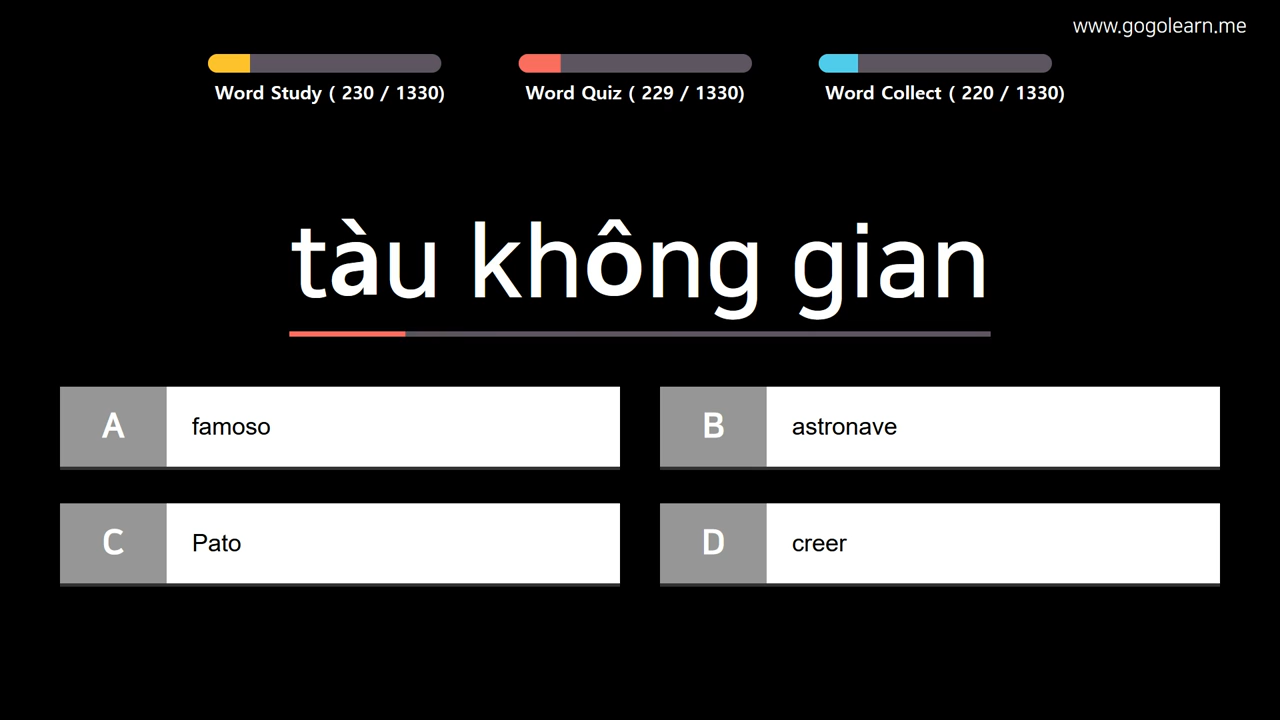 www.gogolearn.me
Word Study ( 230 / 1330)
Word Quiz ( 229 / 1330)
Word Collect ( 220 / 1330)
tàu không gian
A famoso
B astronave
C Pato
D creer